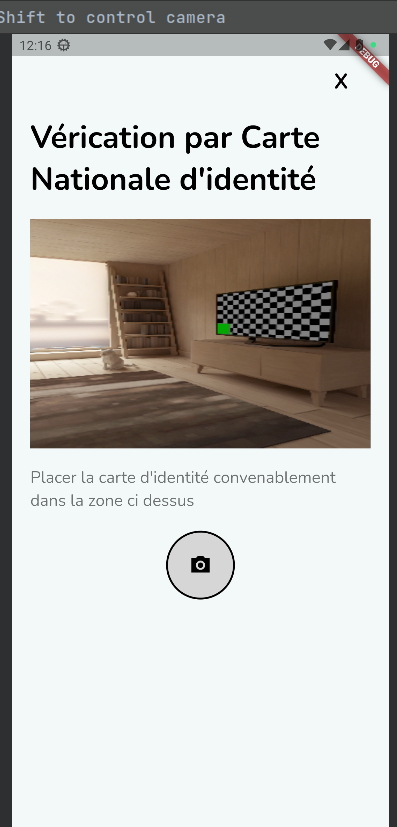 Shift to control camera
12:16
DEBUG
X
Vérication par Carte
Nationale d'identité
Placer la carte d'identité convenablement
dans la zone ci dessus